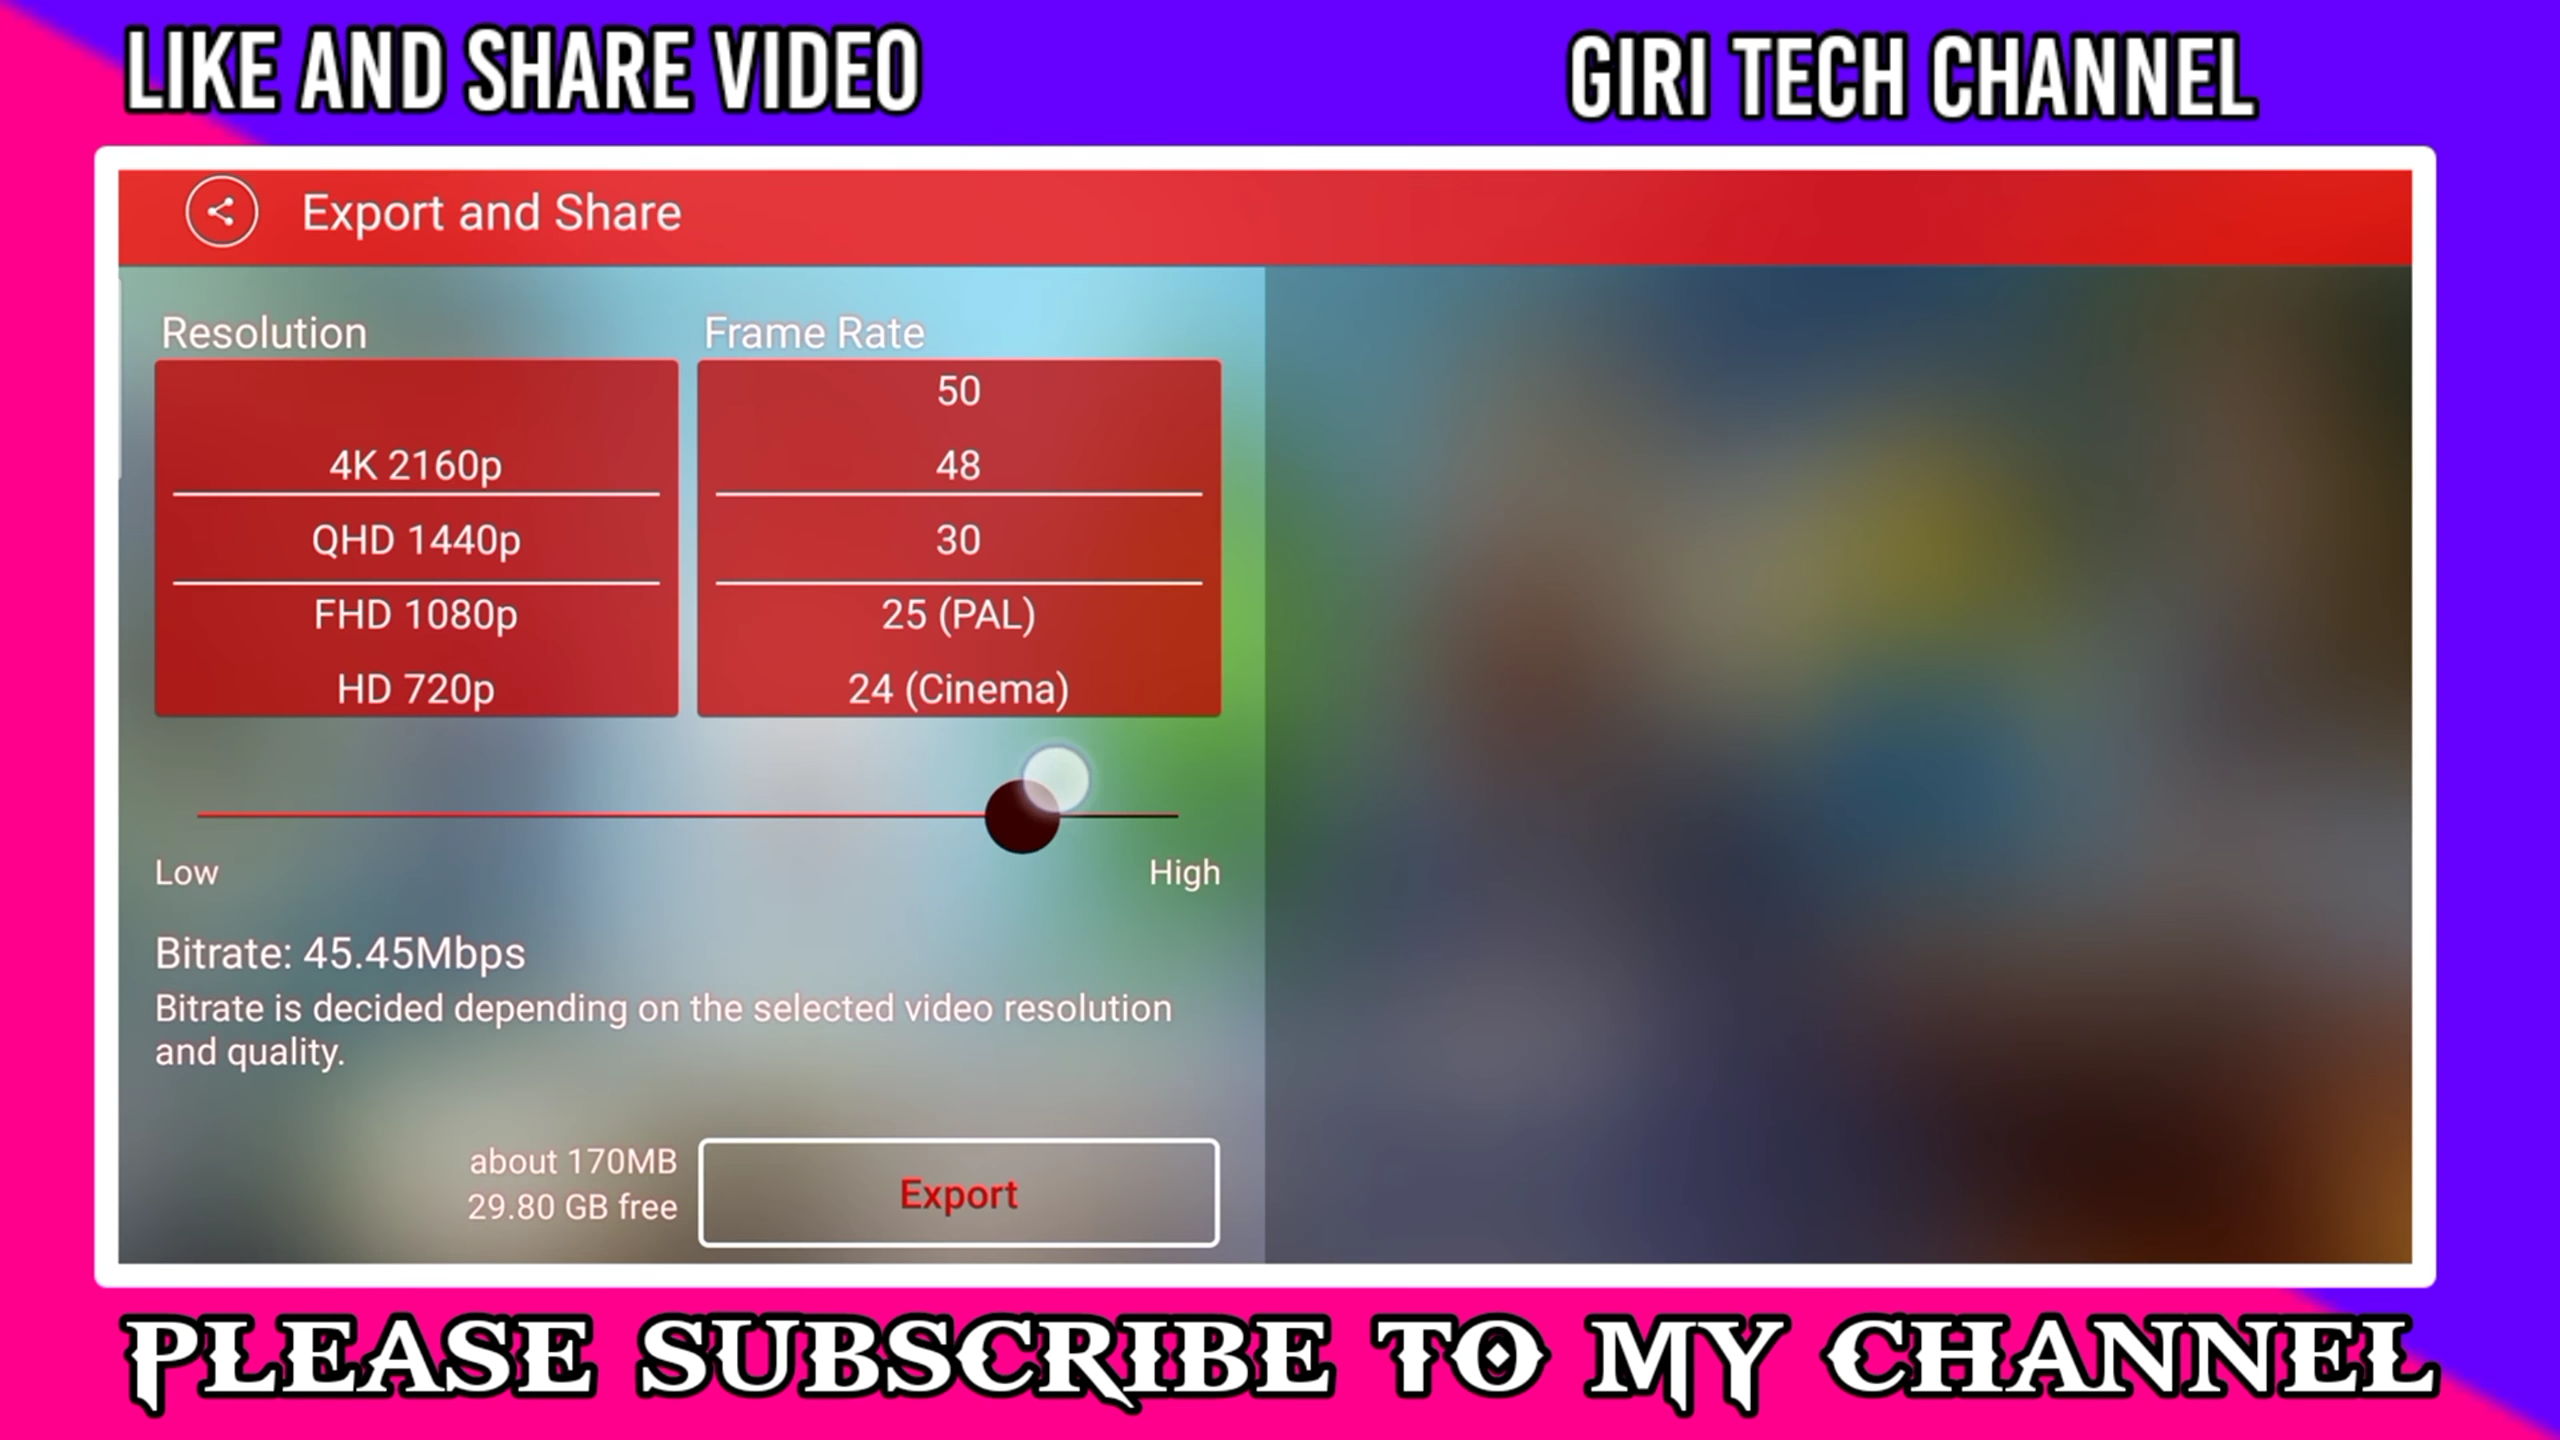 LIKE AND SHARE VIDEO
GIRI TECH CHANNEL
Export and Share
Resolution
4K 2160p
QHD 1440p
FHD 1080p
HD 720p
Frame Rate
50
48
30
25 (PAL)
24 (Cinema)
Low
High
Bitrate: 45.45Mbps
Bitrate is decided depending on the selected video resolution
and quality.
about 170MB
29.80 GB free
Export
PLEASE SUBSCRIBE TO MY CHANNEL